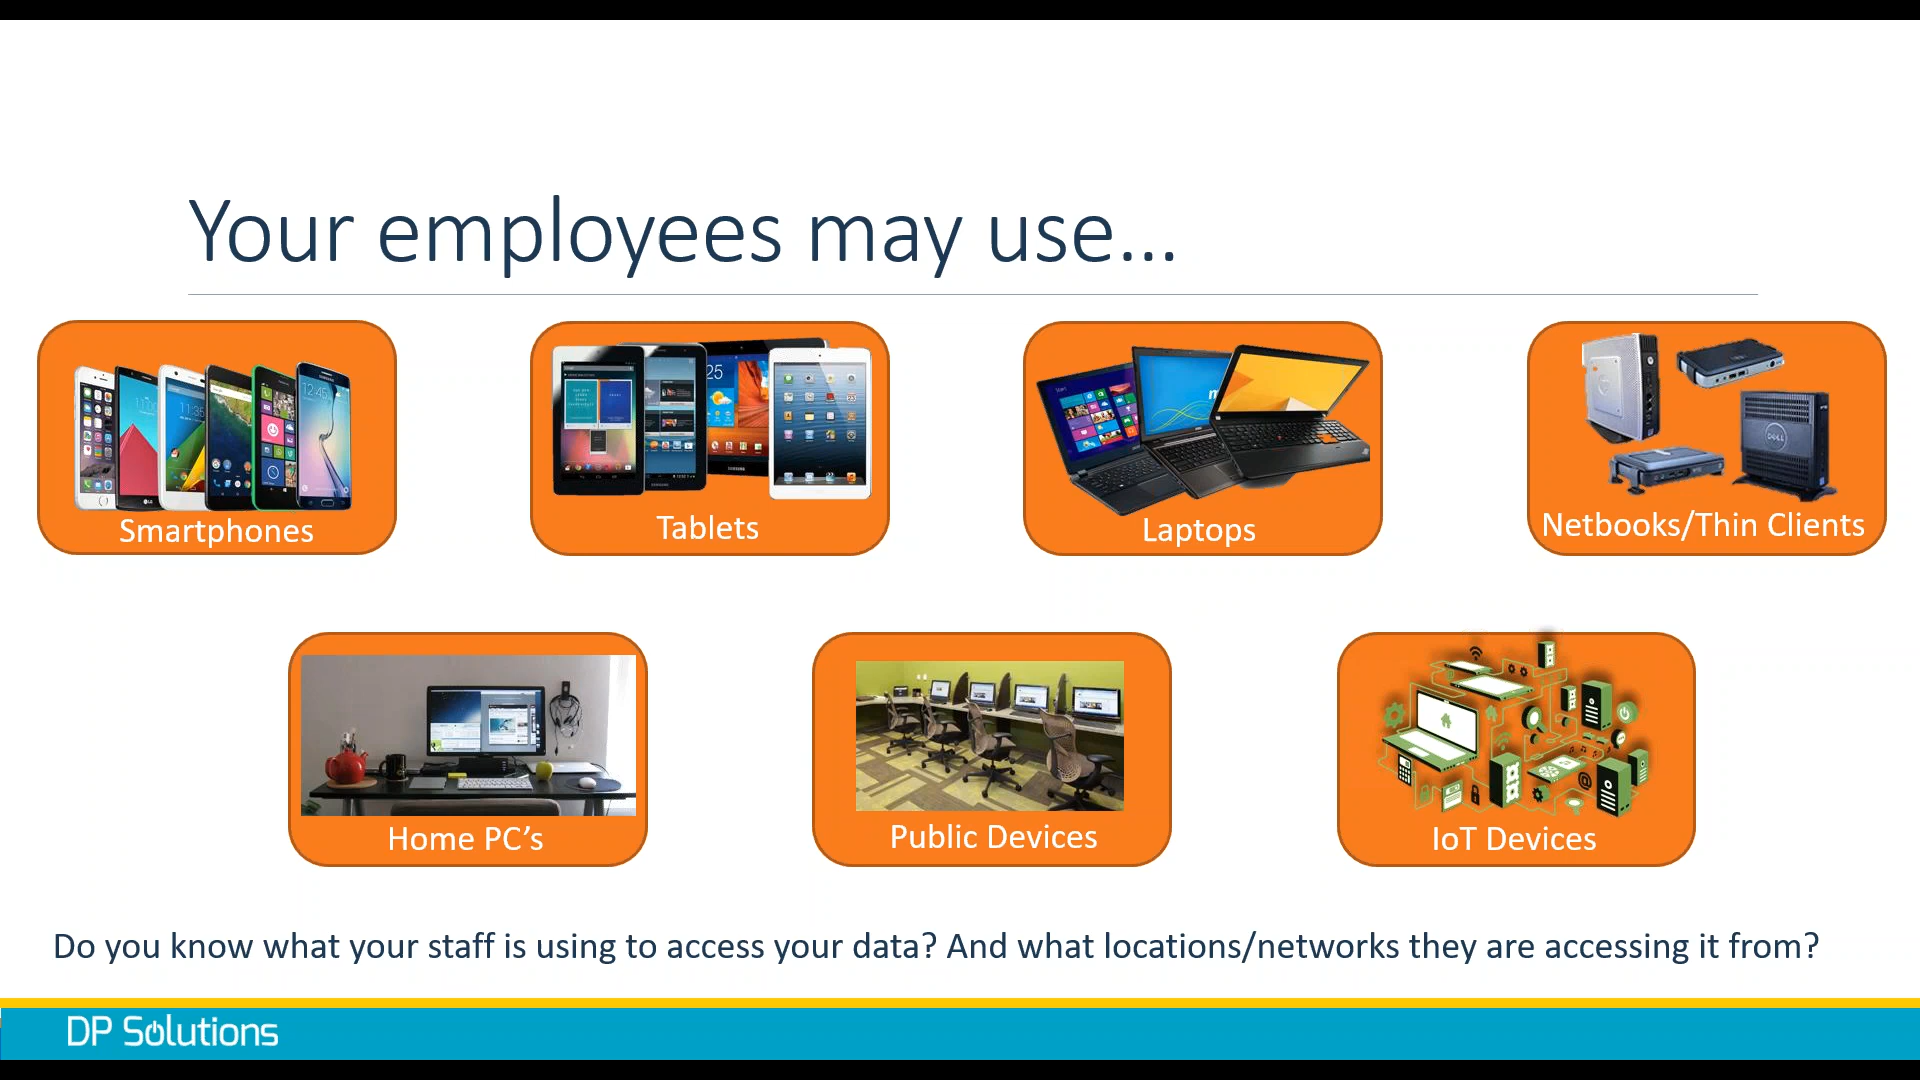 Your employees may use...
Smartphones
Tablets
Laptops
Netbooks/Thin Clients
Home PC’s
Public Devices
IoT Devices
Do you know what your staff is using to access your data? And what locations/networks they are accessing it from?
DP Solutions